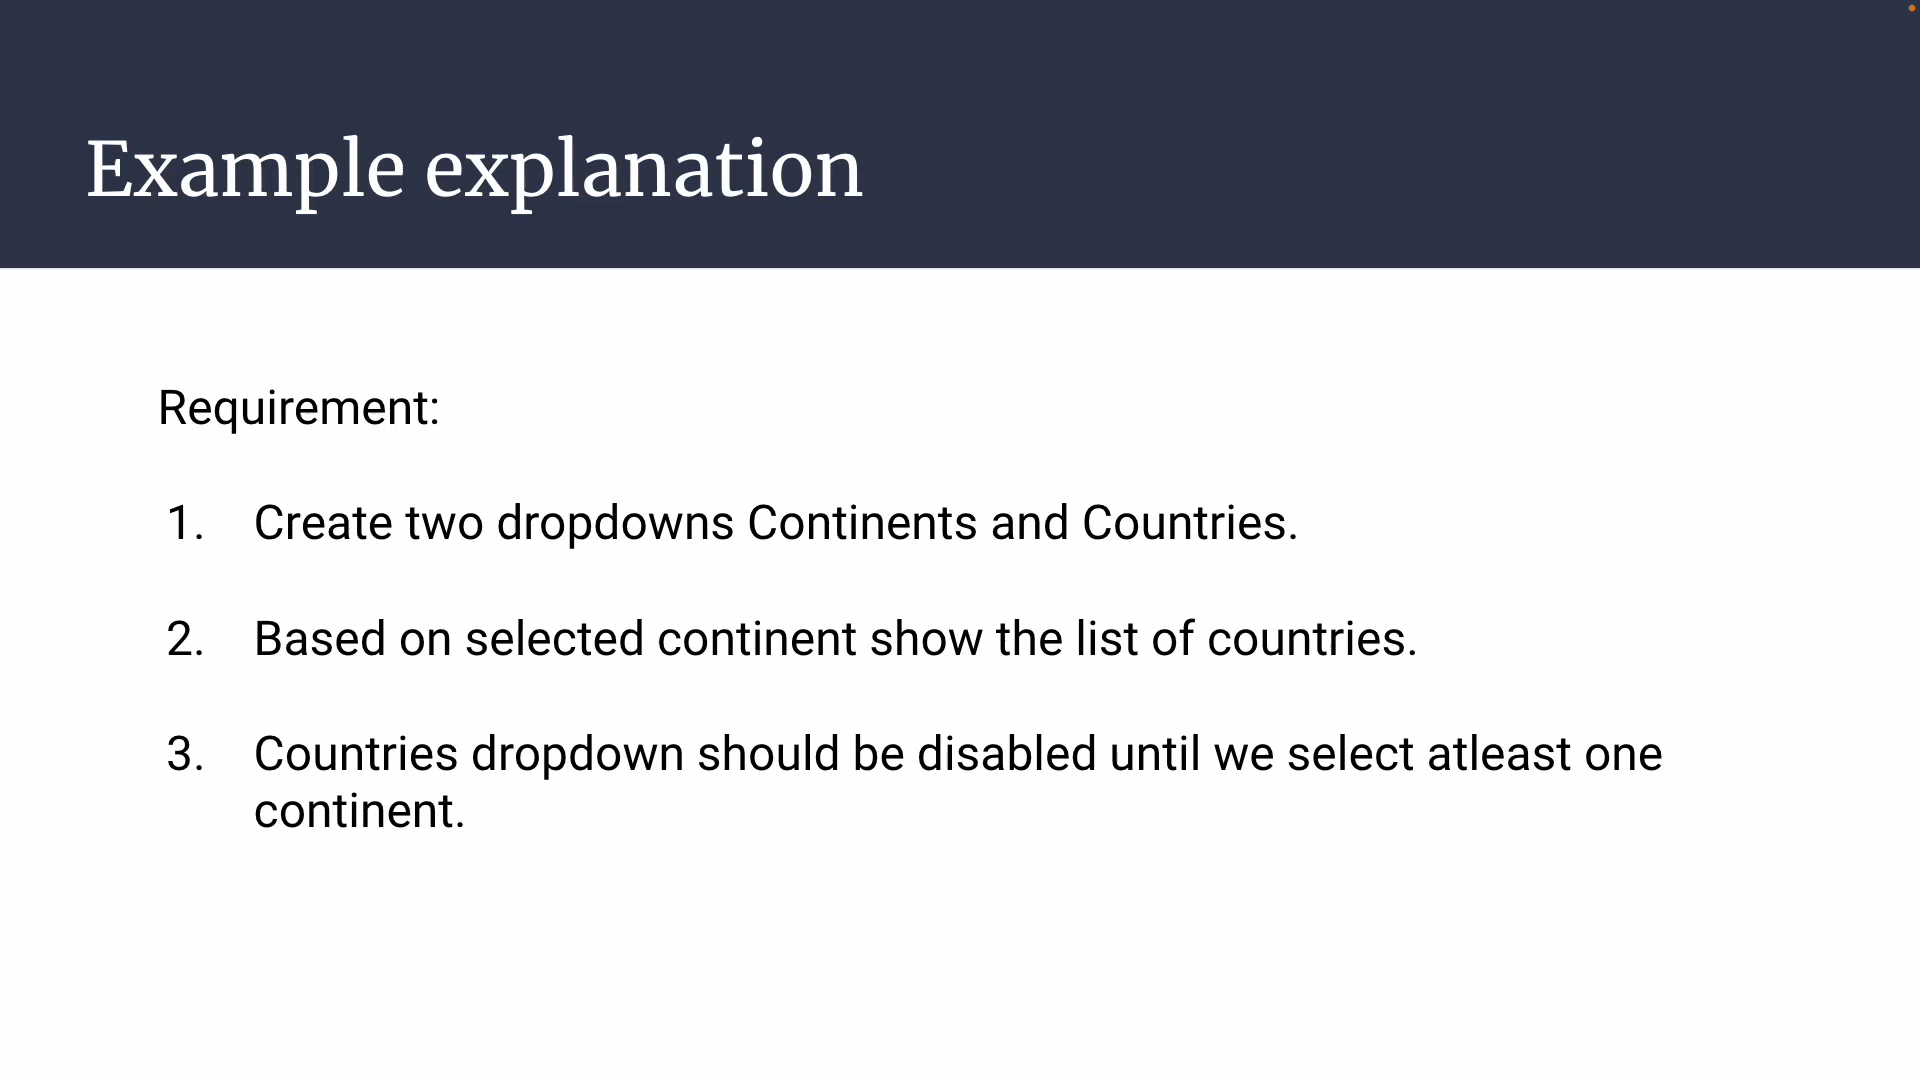 Example explanation
Requirement:
1. Create two dropdowns Continents and Countries.
2. Based on selected continent show the list of countries.
3. Countries dropdown should be disabled until we select atleast one
continent.